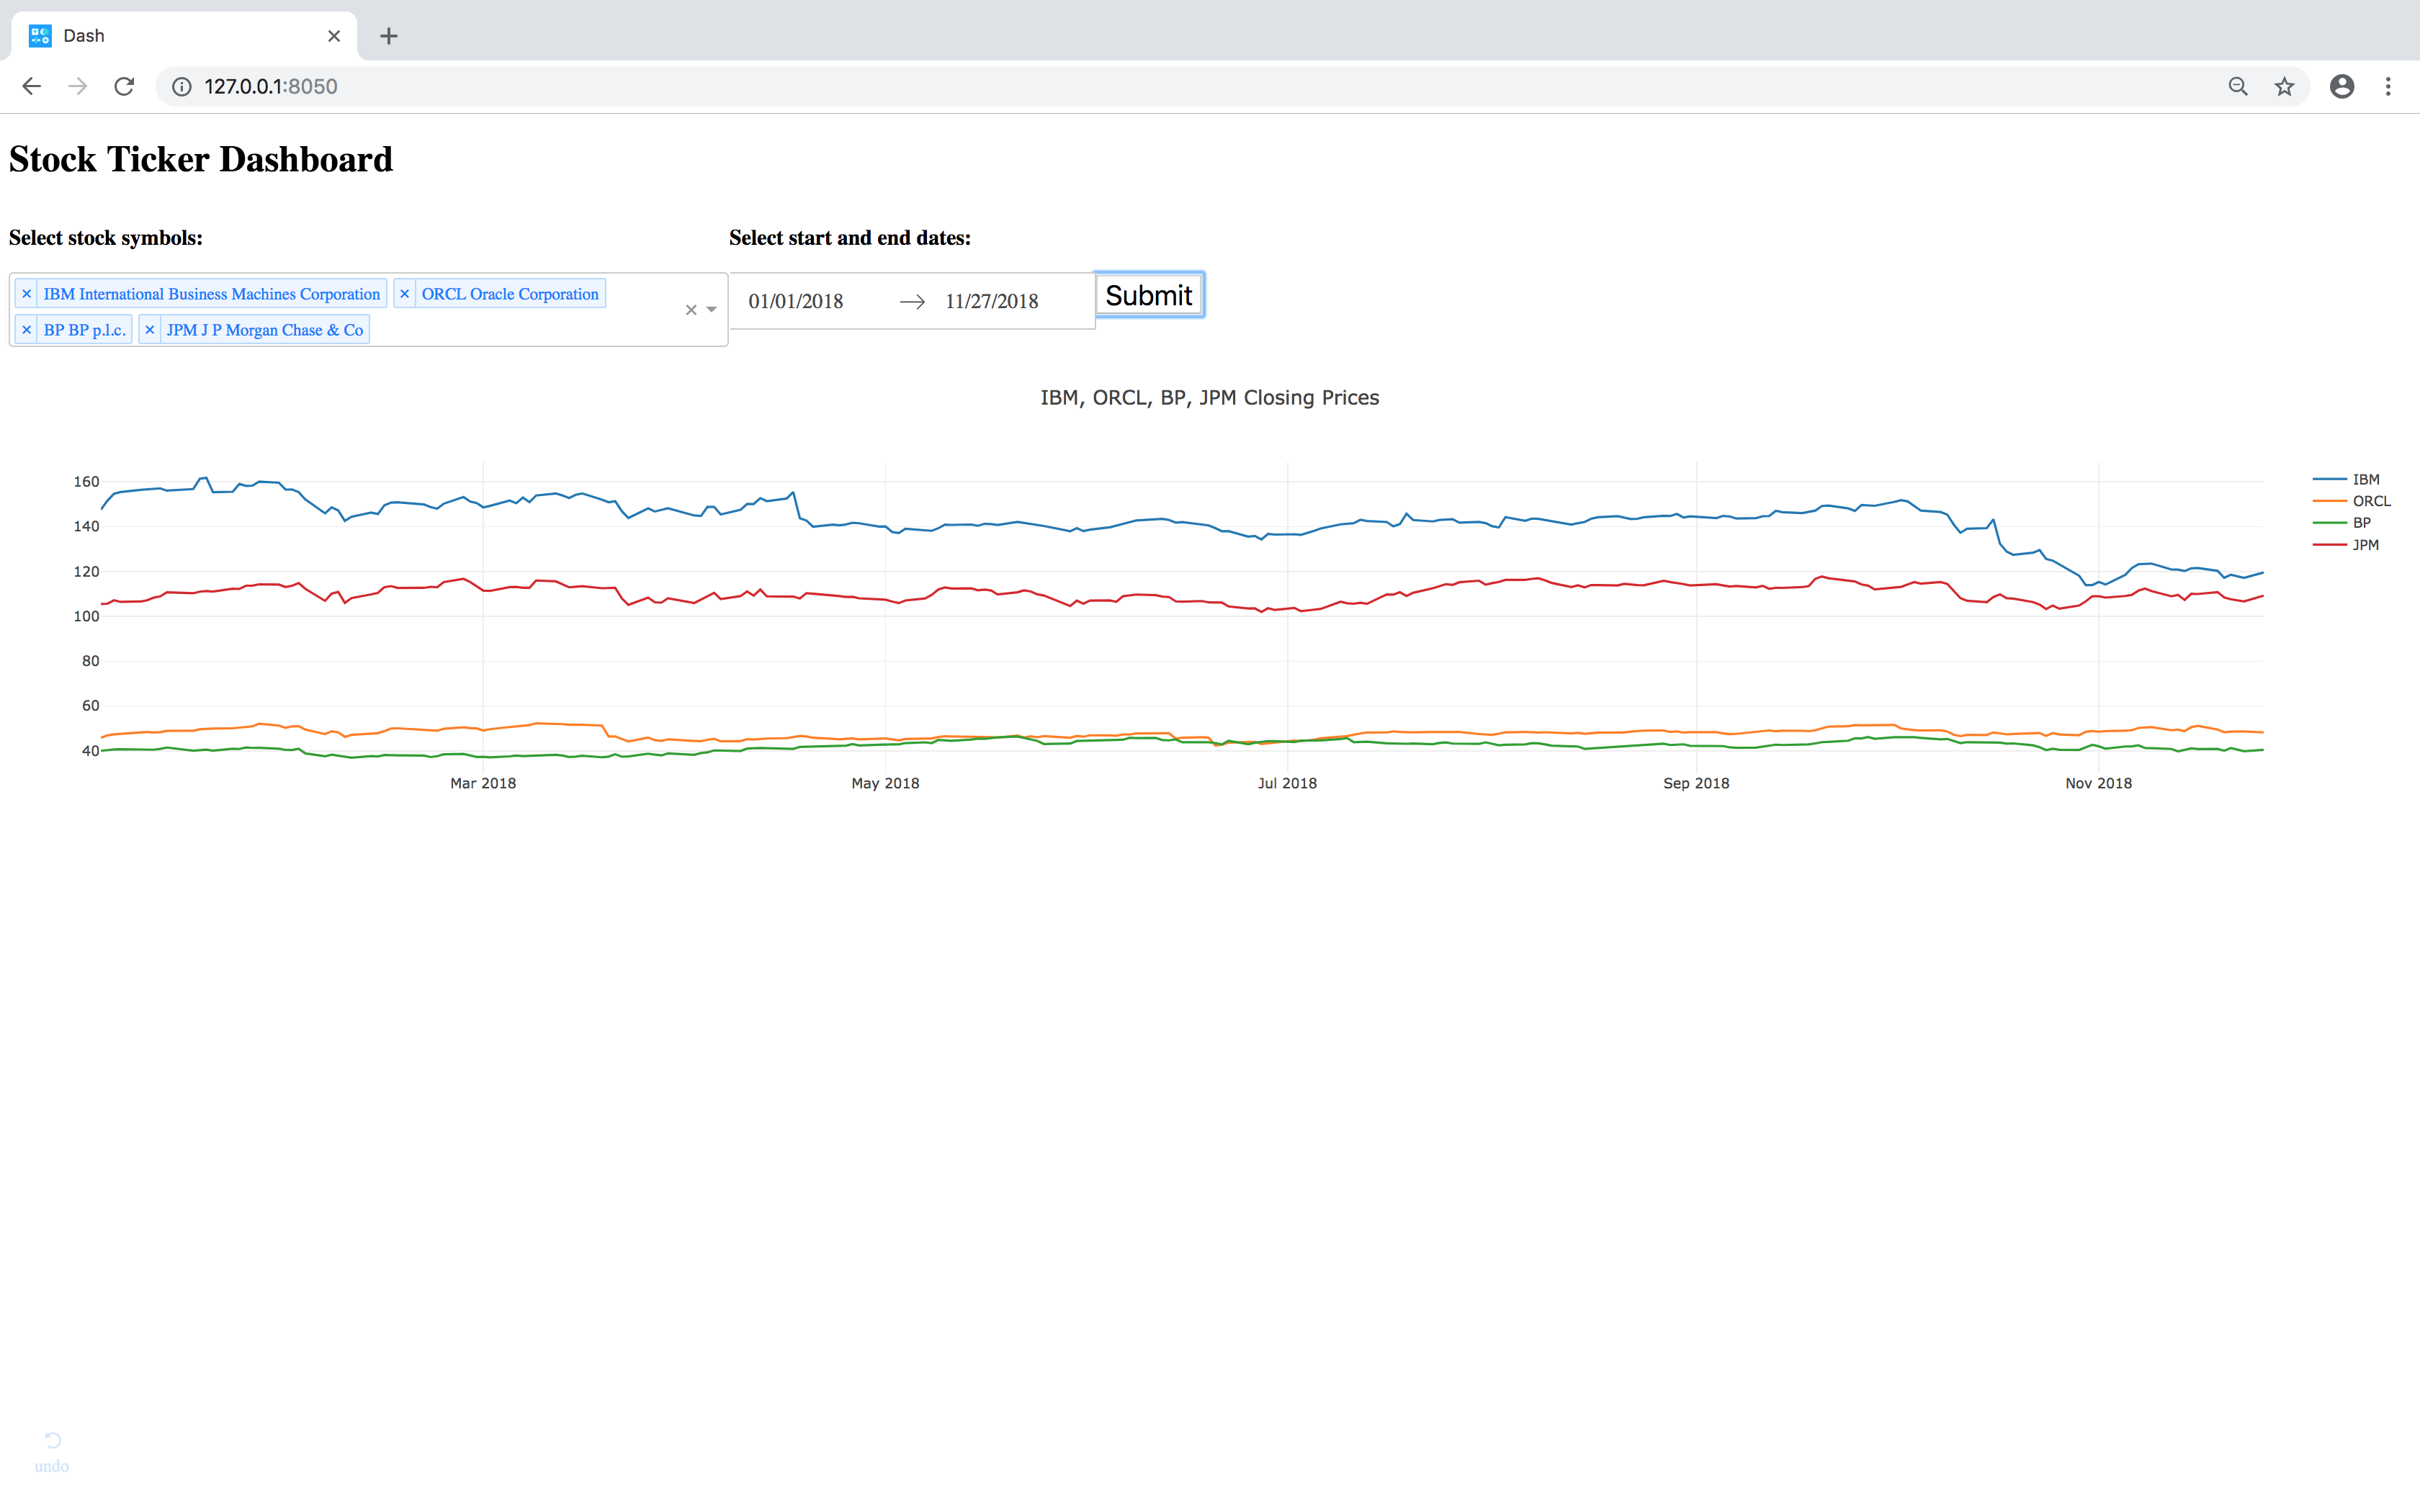 Dash
127.0.0.1:8050
Stock Ticker Dashboard
Select stock symbols:
Select start and end dates:
× IBM International Business Machines Corporation × ORCL Oracle Corporation
× BP BP p.l.c. × JPM J P Morgan Chase & Co
01/01/2018 → 11/27/2018
Submit
IBM, ORCL, BP, JPM Closing Prices
160
140
120
100
80
60
40
Mar 2018 May 2018 Jul 2018 Sep 2018 Nov 2018
IBM
ORCL
BP
JPM
undo